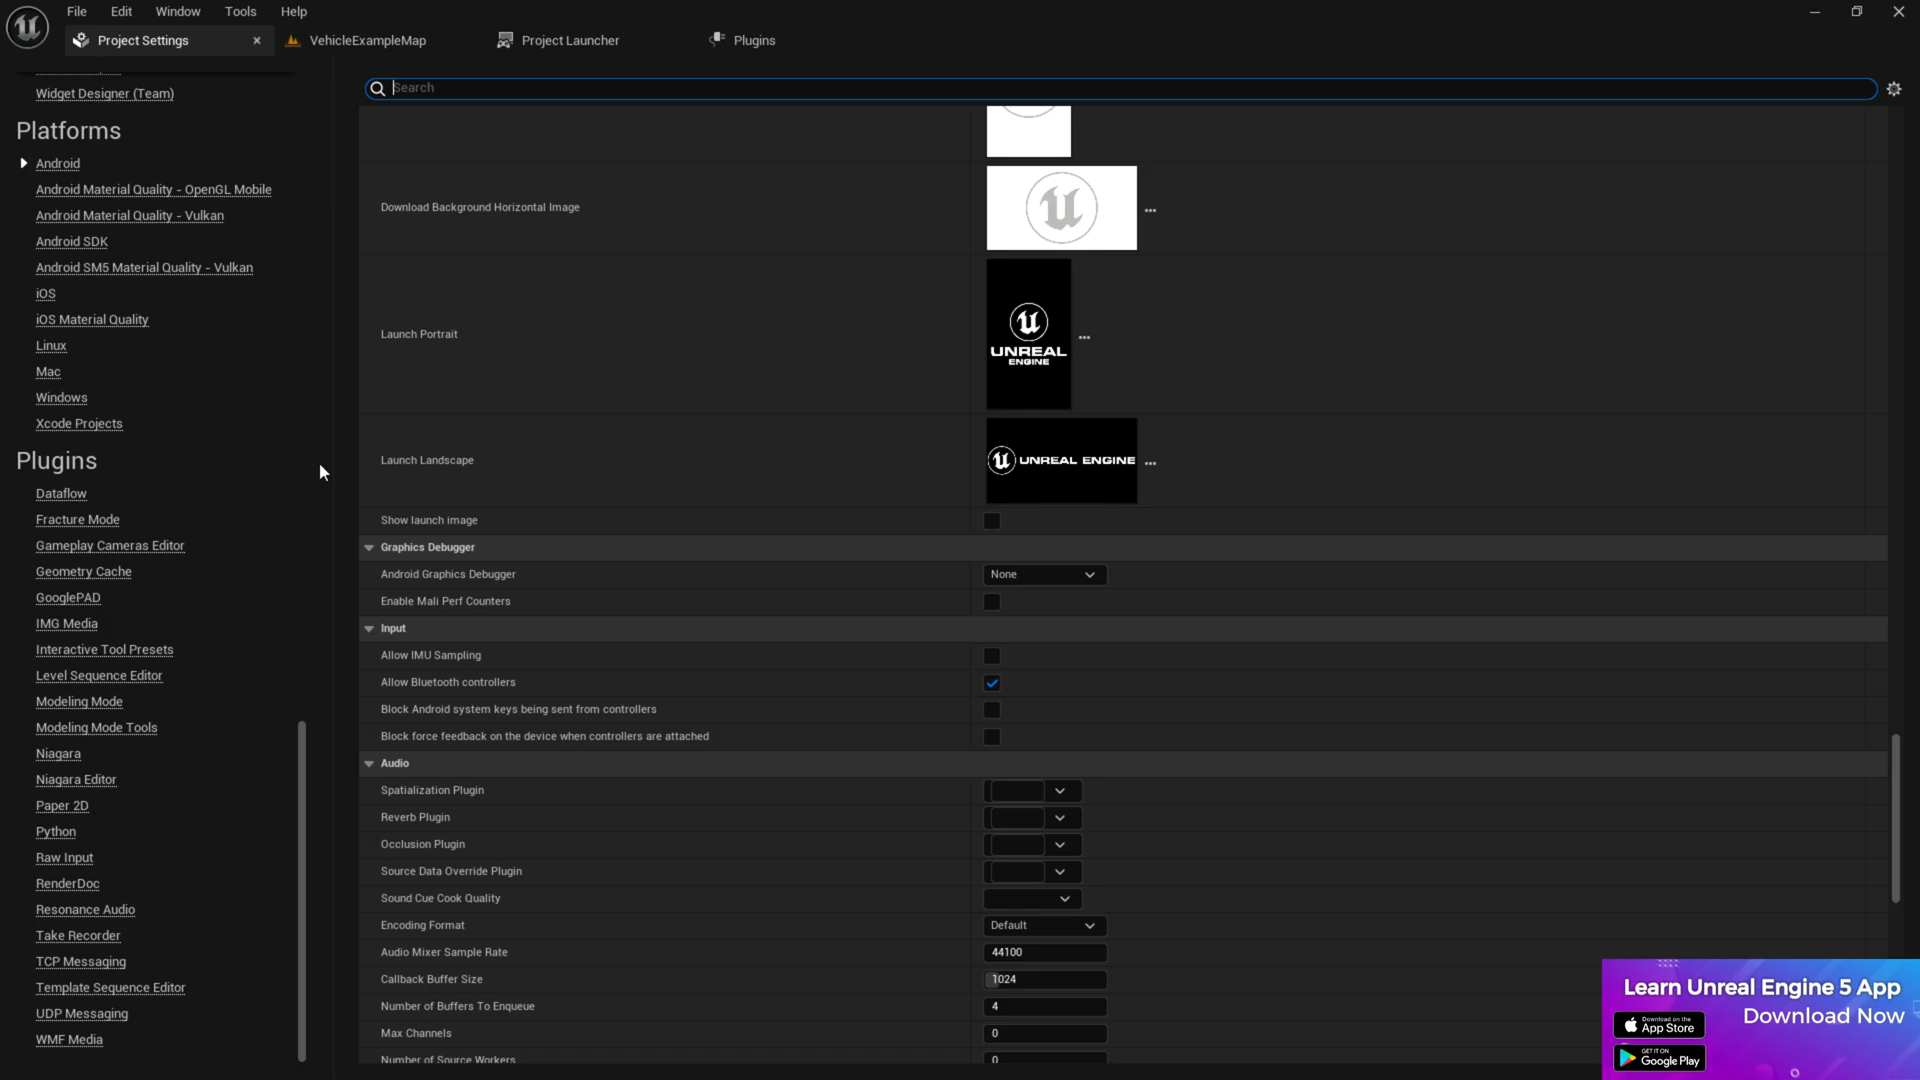 File Edit Window Tools Help
Project Settings
VehicleExampleMap
Project Launcher
Plugins
Widget Designer (Team)
Platforms
Android
Android Material Quality - OpenGL Mobile
Android Material Quality - Vulkan
Android SDK
Android SM5 Material Quality - Vulkan
iOS
iOS Material Quality
Linux
Mac
Windows
Xcode Projects
Plugins
Dataflow
Fracture Mode
Gameplay Cameras Editor
Geometry Cache
GooglePAD
IMG Media
Interactive Tool Presets
Level Sequence Editor
Modeling Mode
Modeling Mode Tools
Niagara
Niagara Editor
Paper 2D
Python
Raw Input
RenderDoc
Resonance Audio
Take Recorder
TCP Messaging
Template Sequence Editor
UDP Messaging
WMF Media
Search
Download Background Horizontal Image
Launch Portrait
UNREAL
ENGINE
Launch Landscape
UNREAL ENGINE
Show launch image
Graphics Debugger
Android Graphics Debugger None
Enable Mali Perf Counters
Input
Allow IMU Sampling
Allow Bluetooth controllers
Block Android system keys being sent from controllers
Block force feedback on the device when controllers are attached
Audio
Spatialization Plugin
Reverb Plugin
Occlusion Plugin
Source Data Override Plugin
Sound Cue Cook Quality
Encoding Format Default
Audio Mixer Sample Rate 44100
Callback Buffer Size 1024
Number of Buffers To Enqueue 4
Max Channels 0
Number of Source Workers 0
Learn Unreal Engine 5 App
Download Now
Download on the
App Store
GET IT ON
Google Play